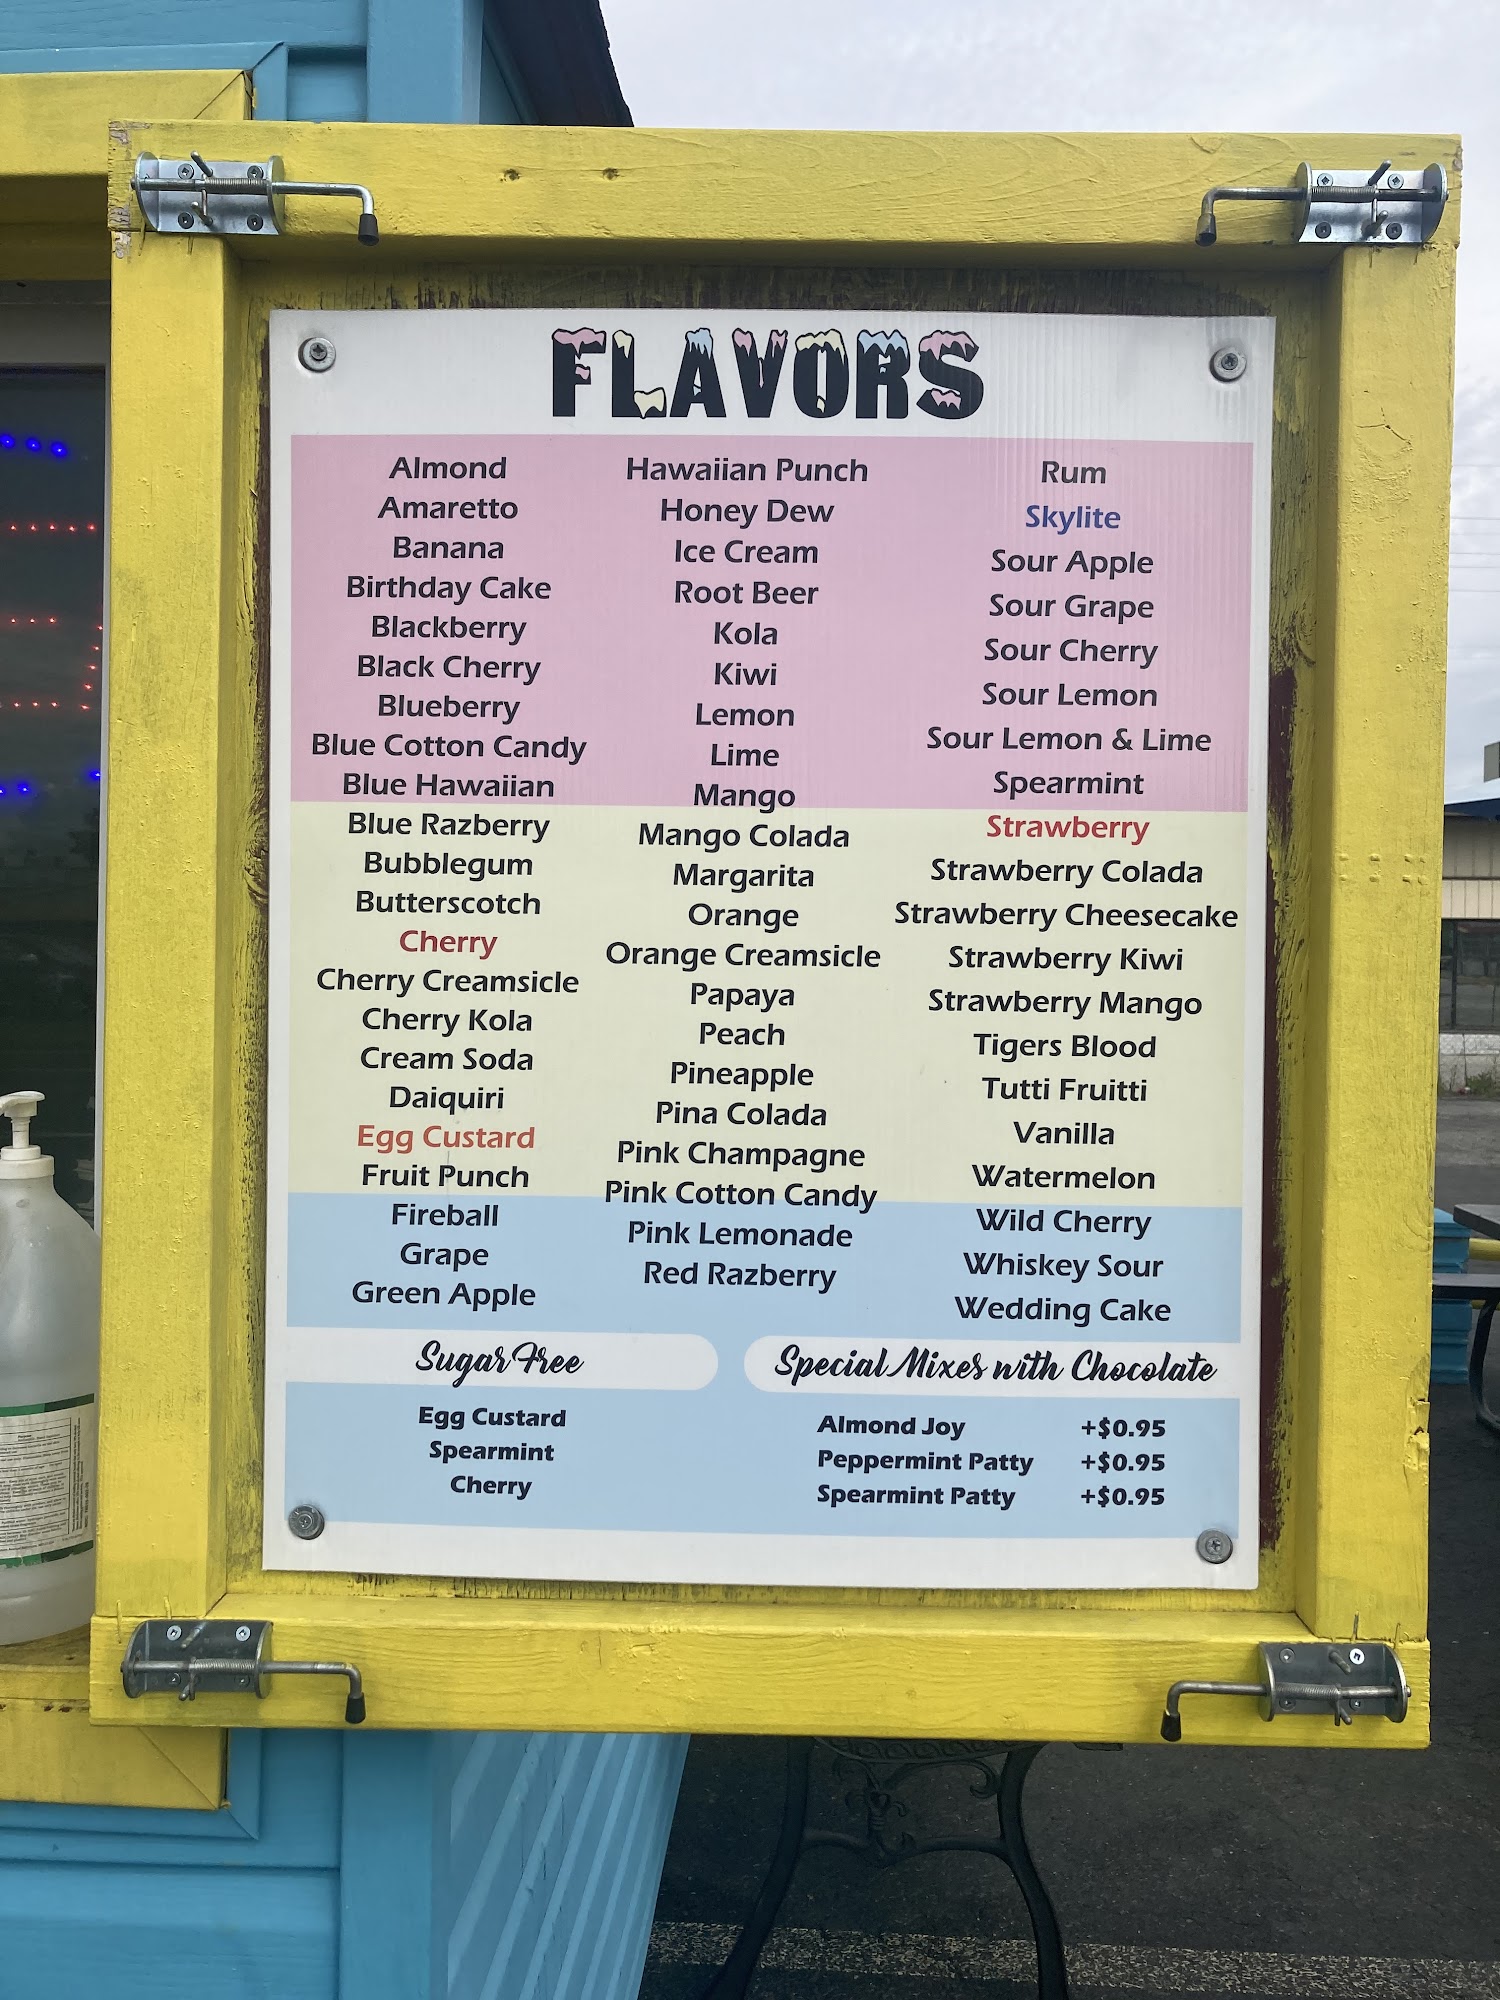 FLAVORS
Almond
Amaretto
Banana
Birthday Cake
Blackberry
Black Cherry
Blueberry
Blue Cotton Candy
Blue Hawaiian
Blue Razberry
Bubblegum
Butterscotch
Cherry
Cherry Creamsicle
Cherry Kola
Cream Soda
Daiquiri
Egg Custard
Fruit Punch
Fireball
Grape
Green Apple
Hawaiian Punch
Honey Dew
Ice Cream
Root Beer
Kola
Kiwi
Lemon
Lime
Mango
Mango Colada
Margarita
Orange
Orange Creamsicle
Papaya
Peach
Pineapple
Pina Colada
Pink Champagne
Pink Cotton Candy
Pink Lemonade
Red Razberry
Rum
Skylite
Sour Apple
Sour Grape
Sour Cherry
Sour Lemon
Sour Lemon & Lime
Spearmint
Strawberry
Strawberry Colada
Strawberry Cheesecake
Strawberry Kiwi
Strawberry Mango
Tigers Blood
Tutti Fruitti
Vanilla
Watermelon
Wild Cherry
Whiskey Sour
Wedding Cake
Sugar Free
Egg Custard
Spearmint
Cherry
Special Mixes with Chocolate
Almond Joy +$0.95
Peppermint Patty +$0.95
Spearmint Patty +$0.95